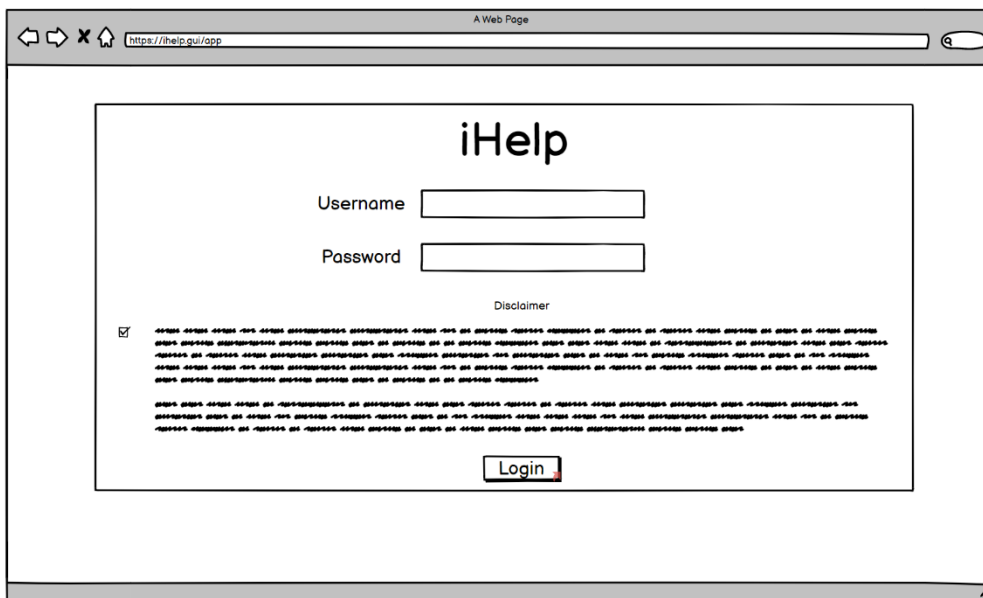 A Web Page
https://ihelp.gui/app
iHelp
Username
Password
Disclaimer
Login